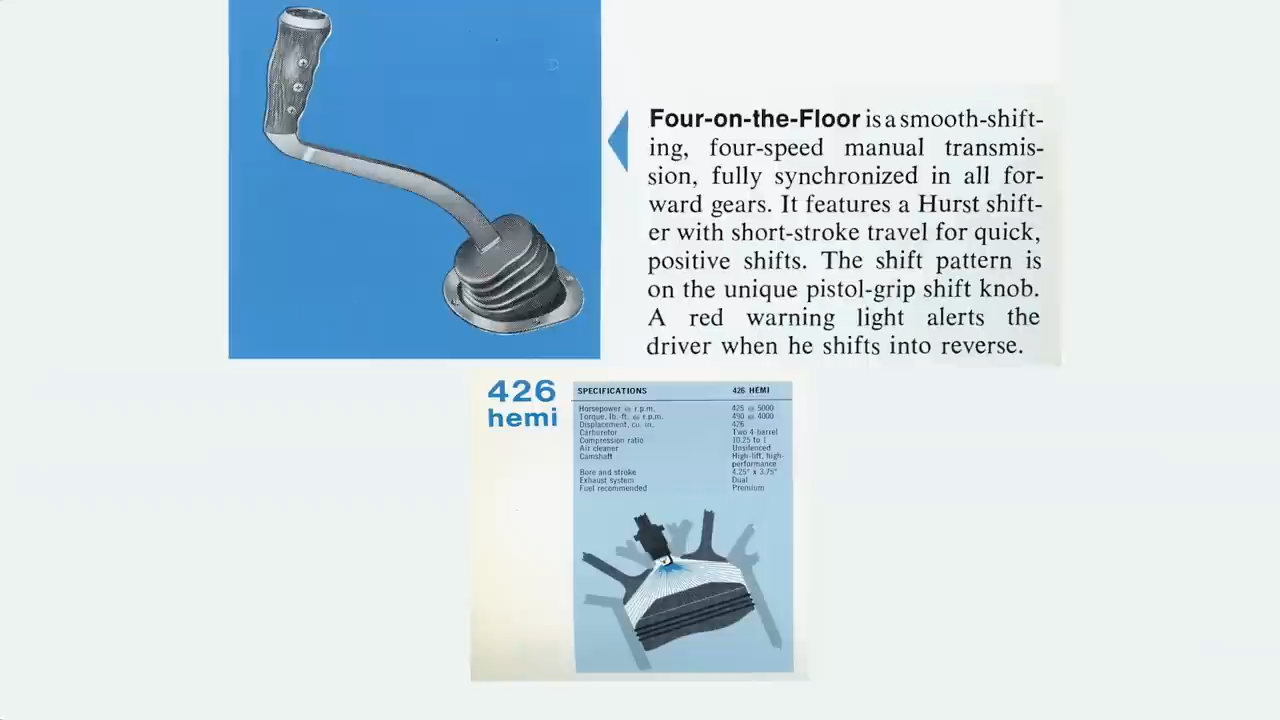 Four-on-the-Floor is a smooth-shift-
ing, four-speed manual transmis-
sion, fully synchronized in all for-
ward gears. It features a Hurst shift-
er with short-stroke travel for quick,
positive shifts. The shift pattern is
on the unique pistol-grip shift knob.
A red warning light alerts the
driver when he shifts into reverse.
426
hemi
SPECIFICATIONS 426 HEMI
Horsepower @ r.p.m. 425 @ 5000
Torque, lb.-ft. @ r.p.m. 490 @ 4000
Displacement, cu. in. 426
Carburetor Two 4-barrel
Compression ratio 10.25 to 1
Air cleaner Unsilenced
Camshaft High-lift, high-
performance
Bore and stroke 4.25" x 3.75"
Exhaust system Dual
Fuel recommended Premium